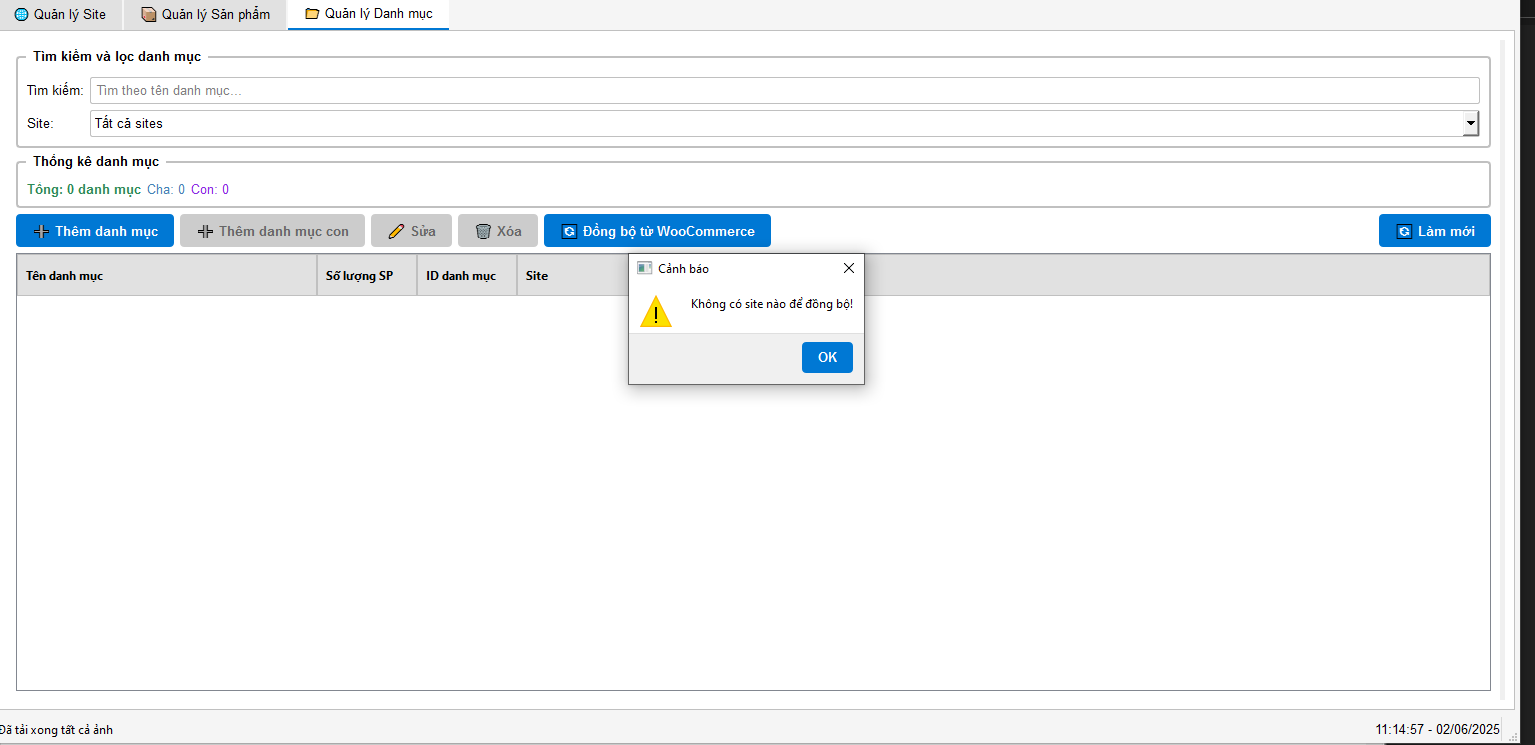 Quản lý Site
Quản lý Sản phẩm
Quản lý Danh mục
Tìm kiếm và lọc danh mục
Tìm kiếm: Tìm theo tên danh mục...
Site: Tất cả sites
Thống kê danh mục
Tổng: 0 danh mục Cha: 0 Con: 0
Thêm danh mục
Thêm danh mục con
Sửa
Xóa
Đồng bộ từ WooCommerce
Làm mới
Tên danh mục
Số lượng SP
ID danh mục
Site
Cảnh báo
Không có site nào để đồng bộ!
OK
Đã tải xong tất cả ảnh
11:14:57 - 02/06/2025